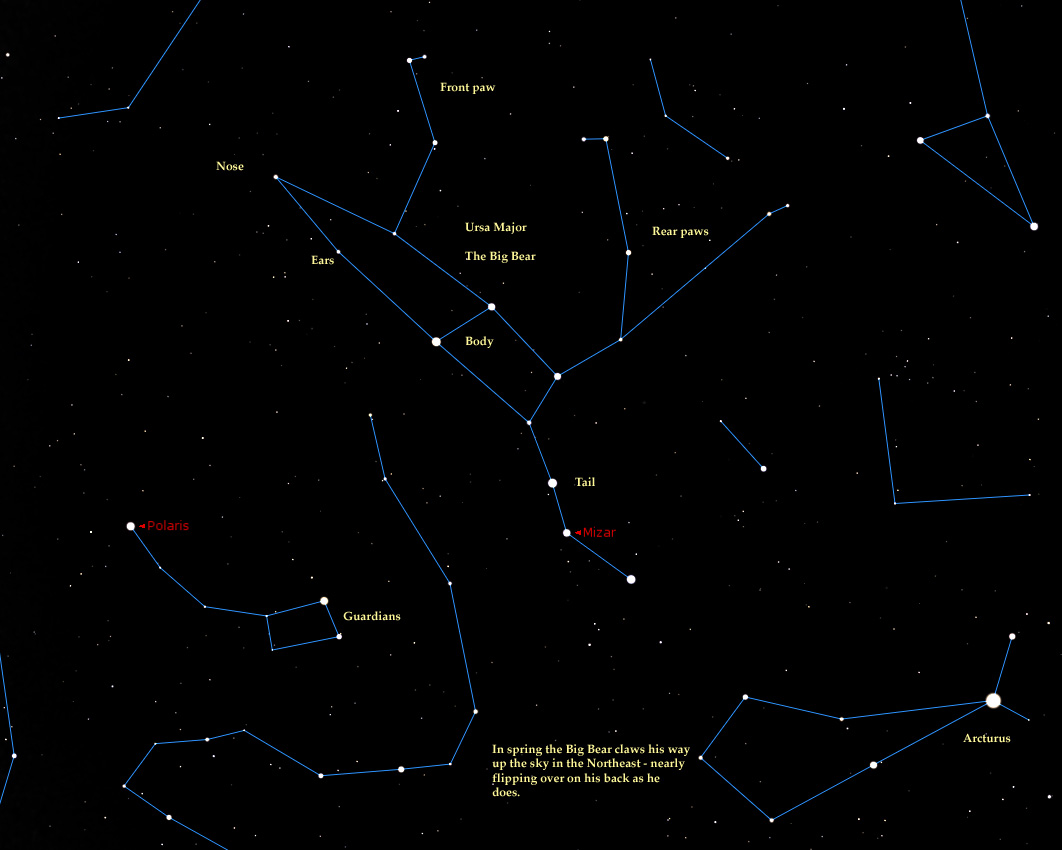 Front paw
Nose
Ursa Major
Rear paws
The Big Bear
Ears
Body
Tail
Polaris
Mizar
Guardians
Arcturus
In spring the Big Bear claws his way
up the sky in the Northeast - nearly
flipping over on his back as he
does.